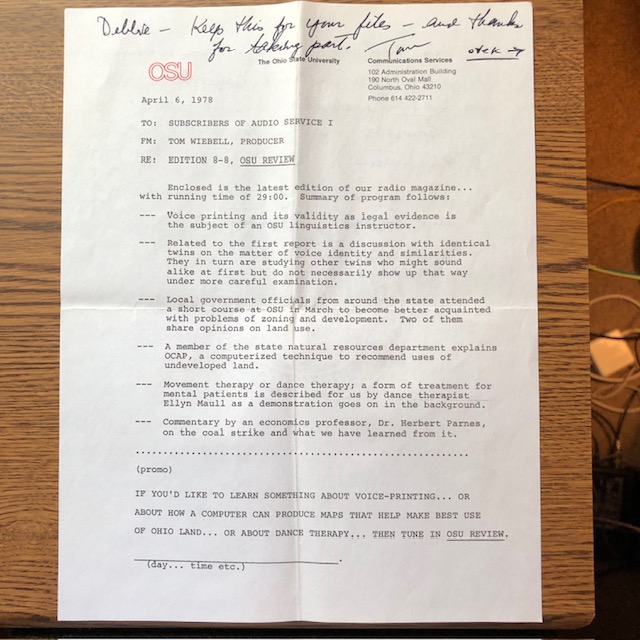 Debbie – Keep this for your files – and thanks
for taking part. Tom
over →
OSU
The Ohio State University
Communications Services
102 Administration Building
190 North Oval Mall
Columbus, Ohio 43210
Phone 614 422-2711
April 6, 1978
TO: SUBSCRIBERS OF AUDIO SERVICE I
FM: TOM WIEBELL, PRODUCER
RE: EDITION 8-8, OSU REVIEW
Enclosed is the latest edition of our radio magazine...
with running time of 29:00. Summary of program follows:
--- Voice printing and its validity as legal evidence is
the subject of an OSU linguistics instructor.
--- Related to the first report is a discussion with identical
twins on the matter of voice identity and similarities.
They in turn are studying other twins who might sound
alike at first but do not necessarily show up that way
under more careful examination.
--- Local government officials from around the state attended
a short course at OSU in March to become better acquainted
with problems of zoning and development. Two of them
share opinions on land use.
--- A member of the state natural resources department explains
OCAP, a computerized technique to recommend uses of
undeveloped land.
--- Movement therapy or dance therapy; a form of treatment for
mental patients is described for us by dance therapist
Ellyn Maull as a demonstration goes on in the background.
--- Commentary by an economics professor, Dr. Herbert Parnes,
on the coal strike and what we have learned from it.
(promo)
IF YOU'D LIKE TO LEARN SOMETHING ABOUT VOICE-PRINTING... OR
ABOUT HOW A COMPUTER CAN PRODUCE MAPS THAT HELP MAKE BEST USE
OF OHIO LAND... OR ABOUT DANCE THERAPY... THEN TUNE IN OSU REVIEW.
(day... time etc.)